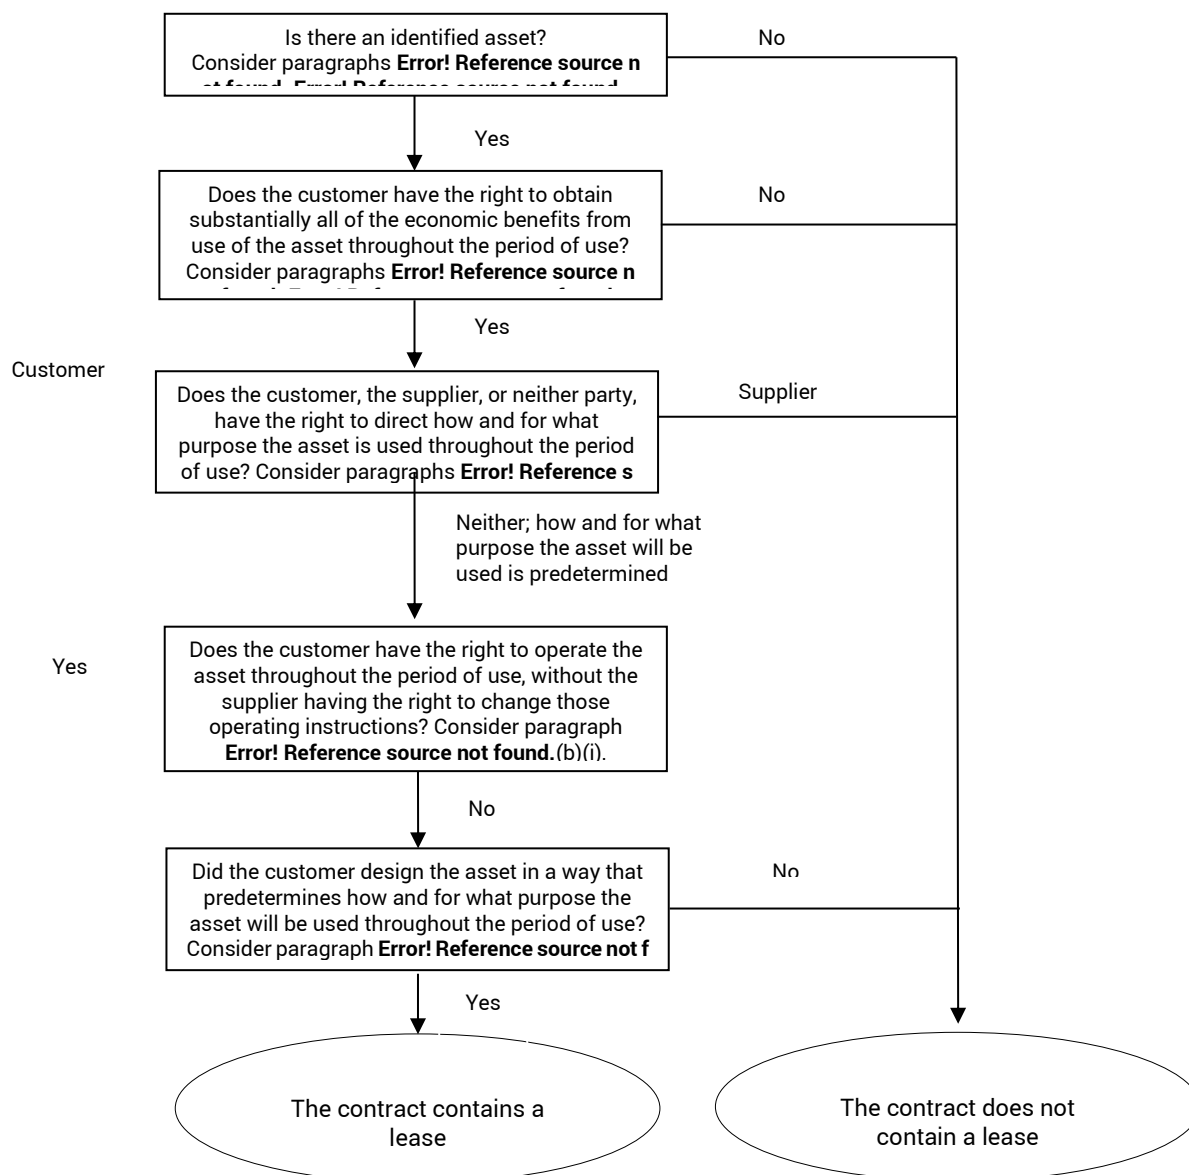 Is there an identified asset?
No
Consider paragraphs Error! Reference source n
ot found. Error! Reference source not found.
Yes
Does the customer have the right to obtain
No
substantially all of the economic benefits from
use of the asset throughout the period of use?
Consider paragraphs Error! Reference source n
Yes
Customer
Does the customer, the supplier, or neither party,
Supplier
have the right to direct how and for what
purpose the asset is used throughout the period
of use? Consider paragraphs Error! Reference s
Neither; how and for what
purpose the asset will be
used is predetermined
Does the customer have the right to operate the
Yes
asset throughout the period of use, without the
supplier having the right to change those
operating instructions? Consider paragraph
Error! Reference source not found.(b)(i).
No
Did the customer design the asset in a way that
No
predetermines how and for what purpose the
asset will be used throughout the period of use?
Consider paragraph Error! Reference source not f
Yes
The contract contains a
lease
The contract does not
contain a lease